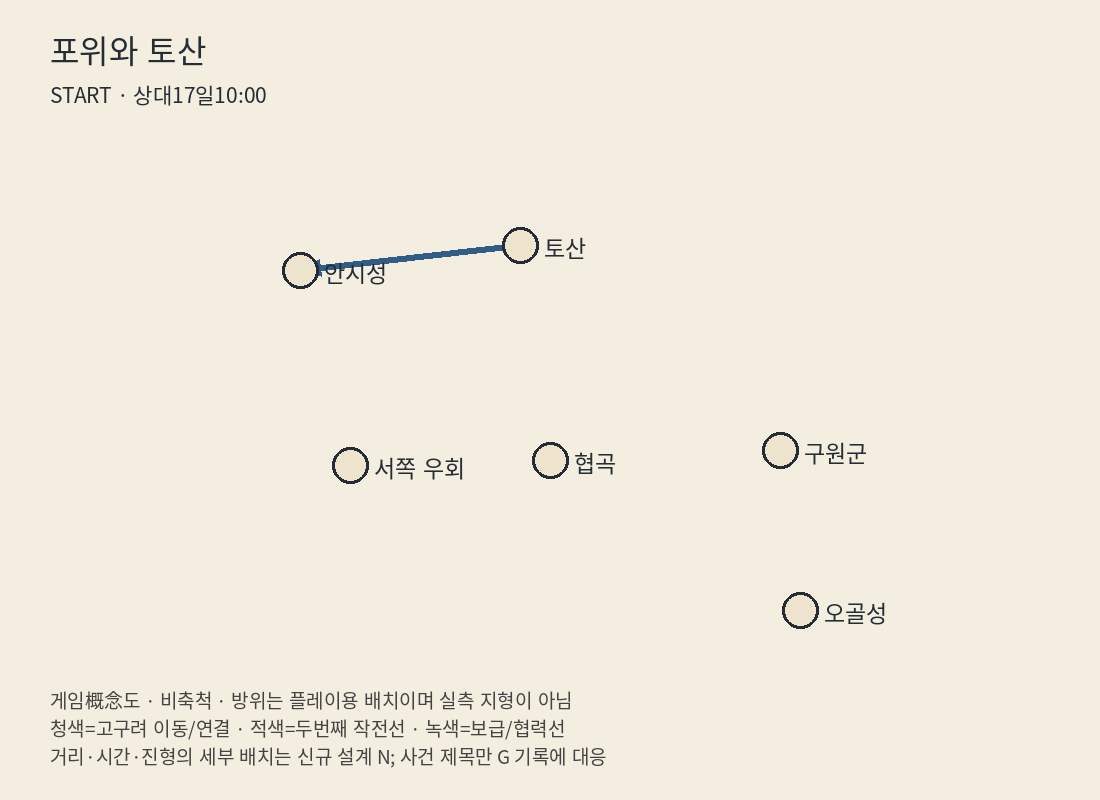 포위와 토산
START · 상대17일10:00
토산
안시성
구원군
협곡
서쪽 우회
오골성
게임概念도 · 비축척 · 방위는 플레이용 배치이며 실측 지형이 아님
청색=고구려 이동/연결 · 적색=두번째 작전선 · 녹색=보급/협력선
거리·시간·진형의 세부 배치는 신규 설계 N; 사건 제목만 G 기록에 대응